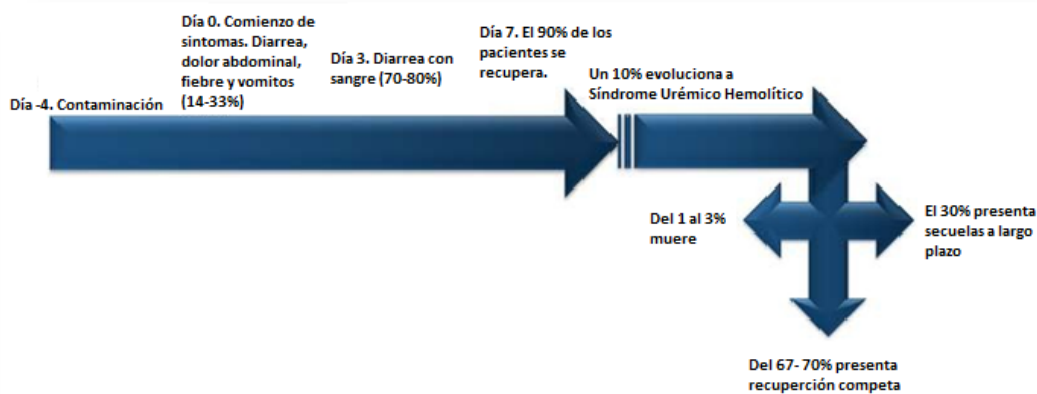 Día -4. Contaminación
Día 0. Comienzo de
sintomas. Diarrea,
dolor abdominal,
fiebre y vomitos
(14-33%)
Día 3. Diarrea con
sangre (70-80%)
Día 7. El 90% de los
pacientes se
recupera.
Un 10% evoluciona a
Síndrome Urémico Hemolítico
Del 1 al 3%
muere
El 30% presenta
secuelas a largo
plazo
Del 67- 70% presenta
recuperción competa